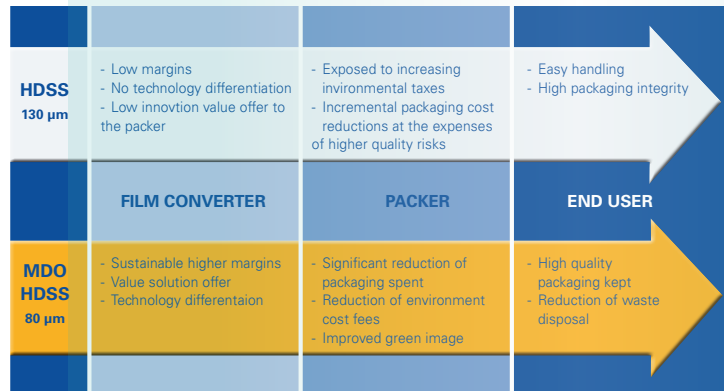 HDSS
130 µm
- Low margins
- No technology differentiation
- Low innovtion value offer to
the packer
- Exposed to increasing
invironmental taxes
- Incremental packaging cost
reductions at the expenses
of higher quality risks
- Easy handling
- High packaging integrity
FILM CONVERTER
PACKER
END USER
MDO
HDSS
80 µm
- Sustainable higher margins
- Value solution offer
- Technology differentaion
- Significant reduction of
packaging spent
- Reduction of environment
cost fees
- Improved green image
- High quality
packaging kept
- Reduction of waste
disposal